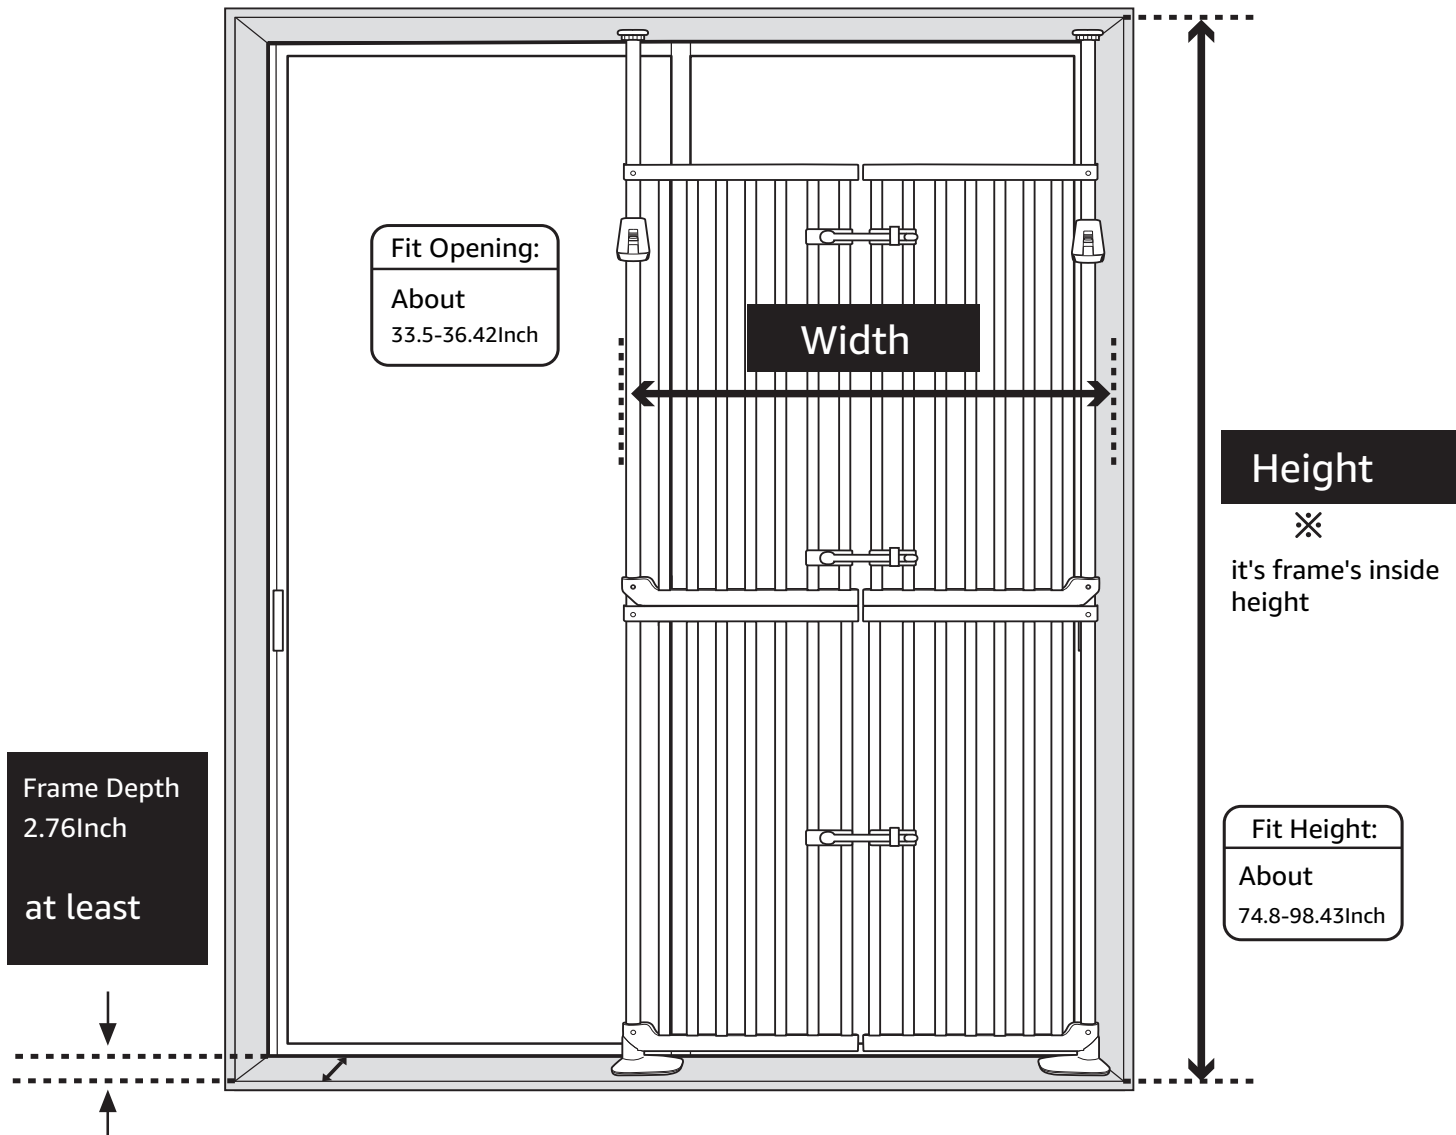 Fit Opening:
About
33.5-36.42Inch
Width
Height
※
it's frame's inside
height
Frame Depth
2.76Inch
at least
Fit Height:
About
74.8-98.43Inch